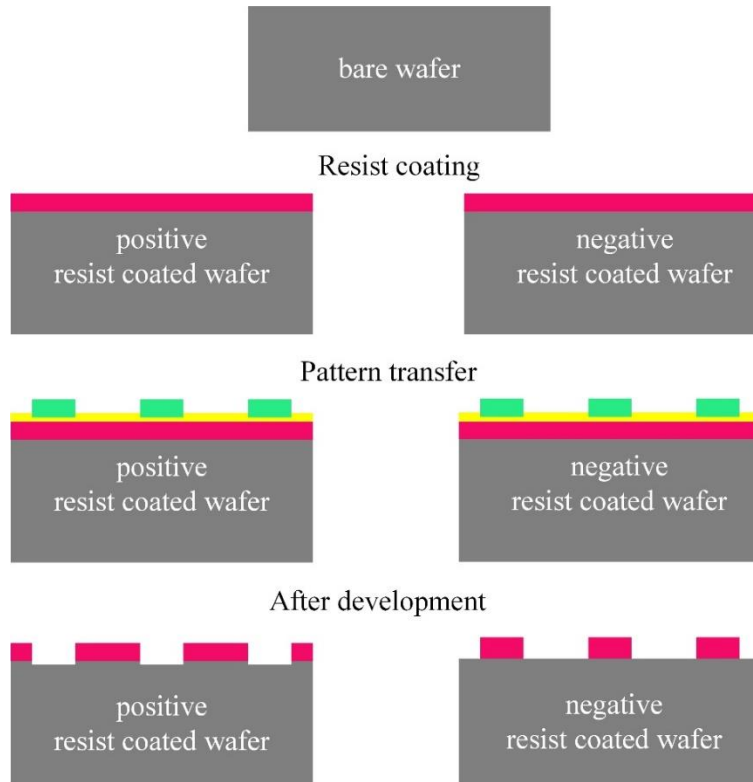 bare wafer
Resist coating
positive
resist coated wafer
negative
resist coated wafer
Pattern transfer
positive
resist coated wafer
negative
resist coated wafer
After development
positive
resist coated wafer
negative
resist coated wafer